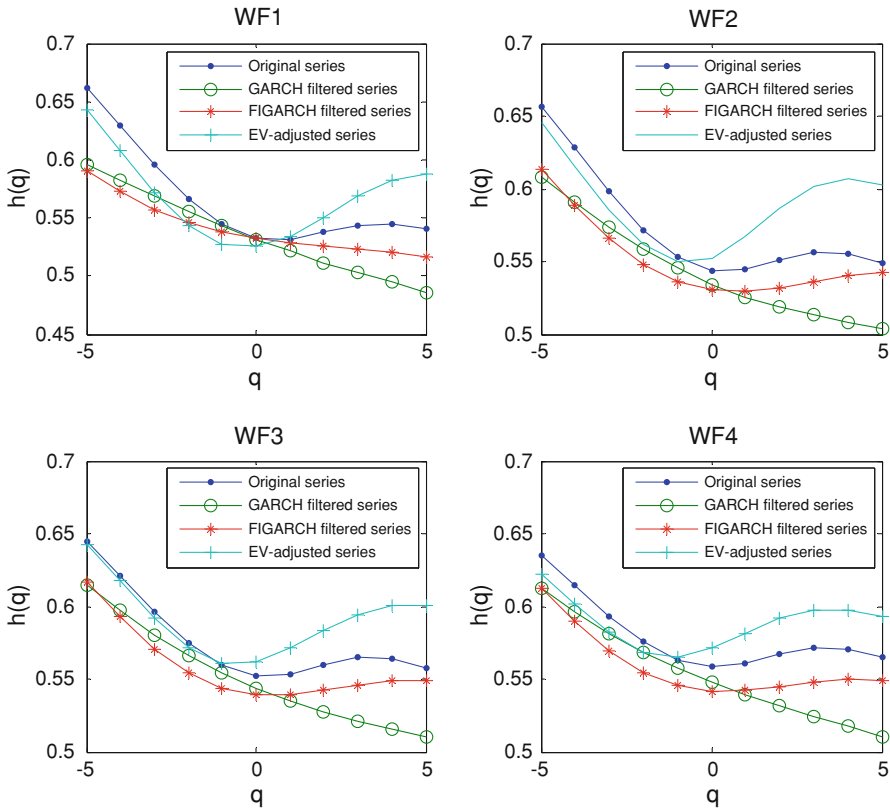 WF1
0.7
0.65
0.6
0.55
0.5
0.45
h(q)
-5
0
5
q
Original series
GARCH filtered series
FIGARCH filtered series
EV-adjusted series
WF2
0.7
0.65
0.6
0.55
0.5
h(q)
-5
0
5
q
Original series
GARCH filtered series
FIGARCH filtered series
EV-adjusted series
WF3
0.7
0.65
0.6
0.55
0.5
h(q)
-5
0
5
q
Original series
GARCH filtered series
FIGARCH filtered series
EV-adjusted series
WF4
0.7
0.65
0.6
0.55
0.5
h(q)
-5
0
5
q
Original series
GARCH filtered series
FIGARCH filtered series
EV-adjusted series